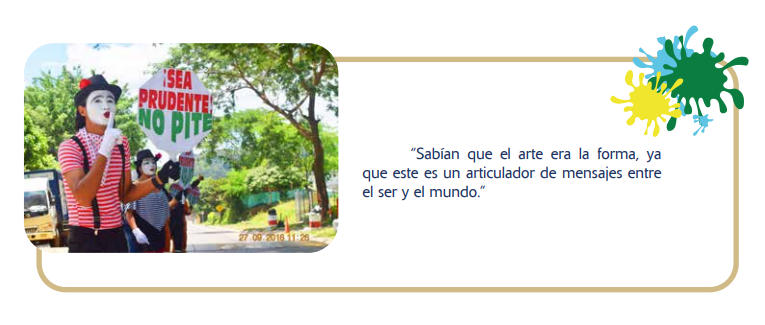 ¡SEA
PRUDENTE!
NO PITE
27 09 2016 11:26
“Sabían que el arte era la forma, ya
que este es un articulador de mensajes entre
el ser y el mundo.”